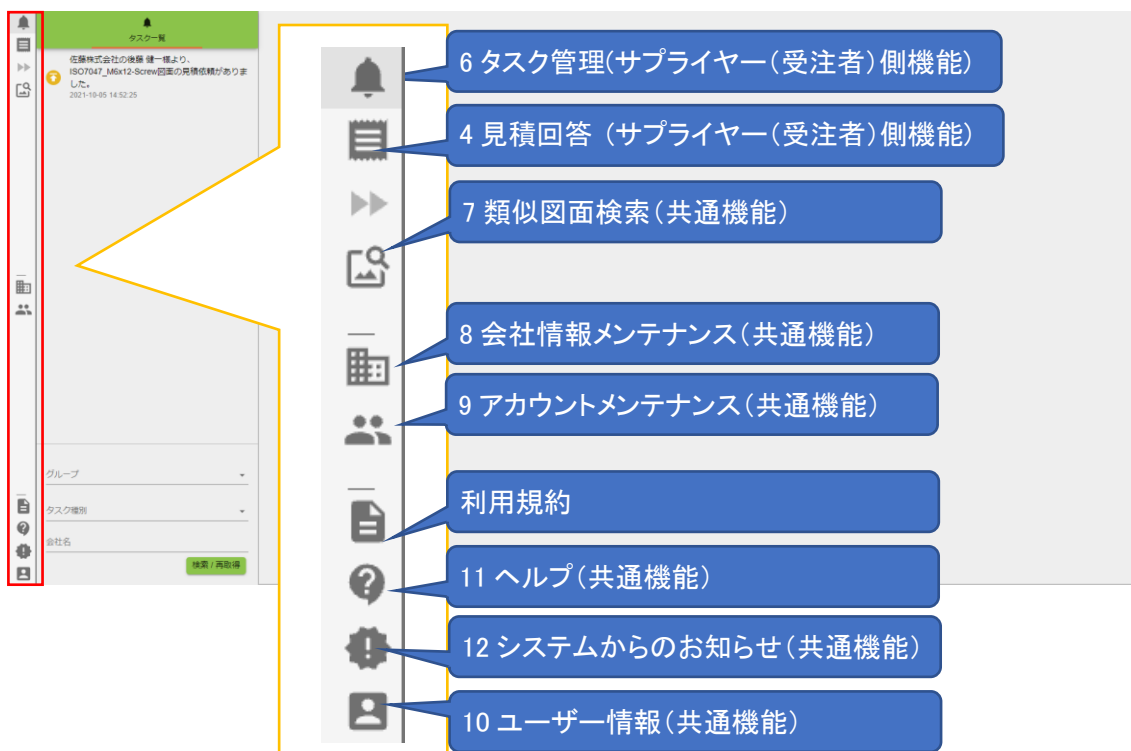 タスク一覧
佐藤株式会社の後藤 健一様より、
ISO7047_M6x12-Screw図面の見積依頼がありま
した。
2021-10-05 14:52:25
グループ
タスク種別
会社名
検索 / 再取得
6 タスク管理(サプライヤー(受注者)側機能)
4 見積回答 (サプライヤー(受注者)側機能)
7 類似図面検索(共通機能)
8 会社情報メンテナンス(共通機能)
9 アカウントメンテナンス(共通機能)
利用規約
11 ヘルプ(共通機能)
12 システムからのお知らせ(共通機能)
10 ユーザー情報(共通機能)